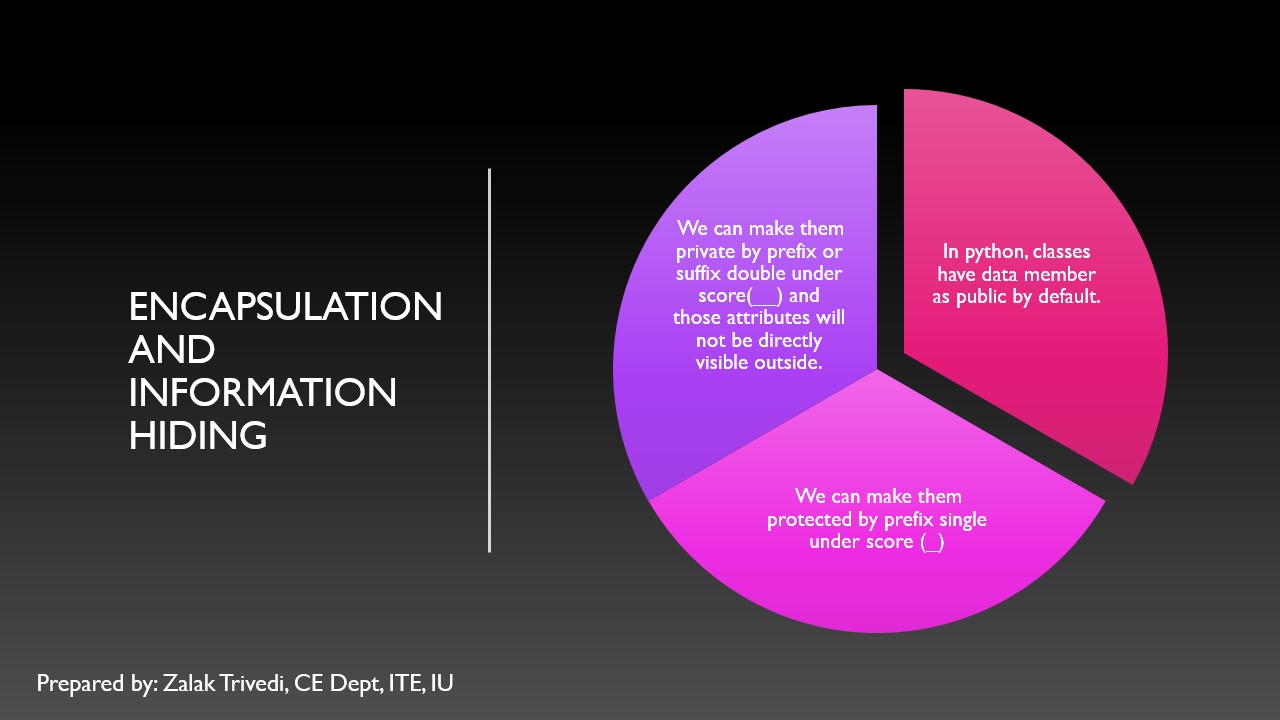 ENCAPSULATION
AND
INFORMATION
HIDING
We can make them
private by prefix or
suffix double under
score(__) and
those attributes will
not be directly
visible outside.
In python, classes
have data member
as public by default.
We can make them
protected by prefix single
under score (_)
Prepared by: Zalak Trivedi, CE Dept, ITE, IU